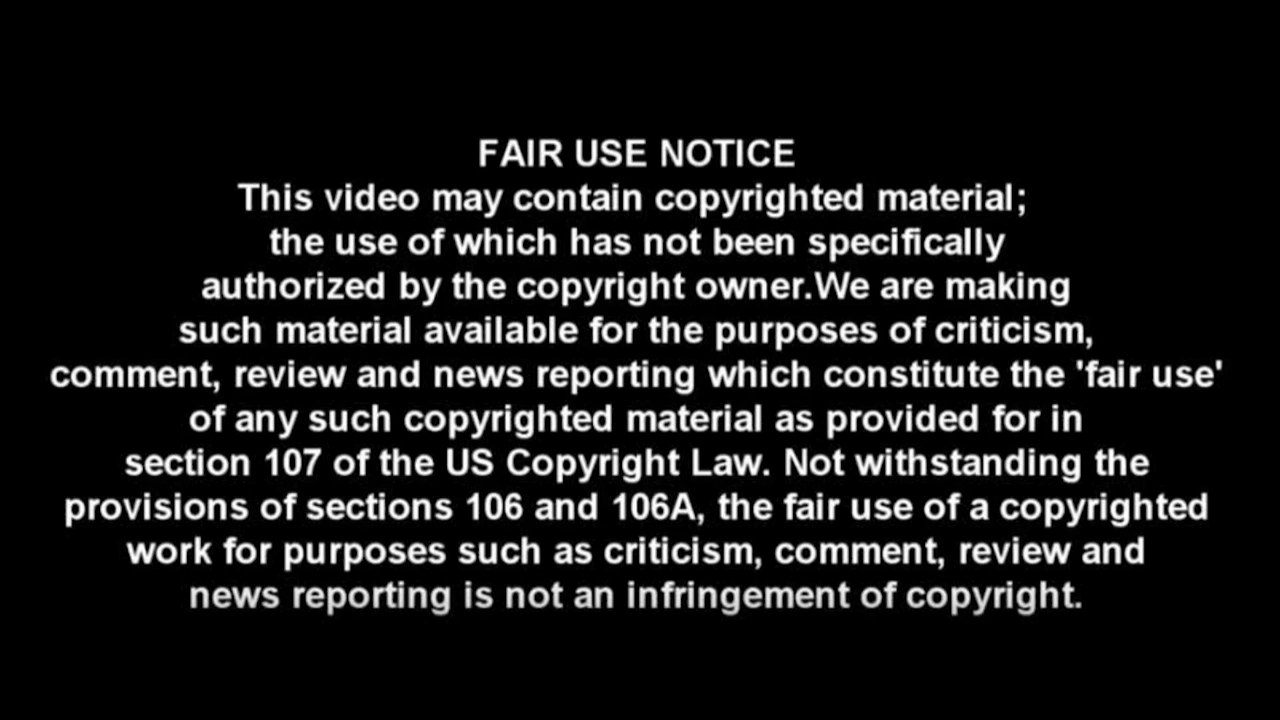 FAIR USE NOTICE
This video may contain copyrighted material;
the use of which has not been specifically
authorized by the copyright owner.We are making
such material available for the purposes of criticism,
comment, review and news reporting which constitute the 'fair use'
of any such copyrighted material as provided for in
section 107 of the US Copyright Law. Not withstanding the
provisions of sections 106 and 106A, the fair use of a copyrighted
work for purposes such as criticism, comment, review and
news reporting is not an infringement of copyright.